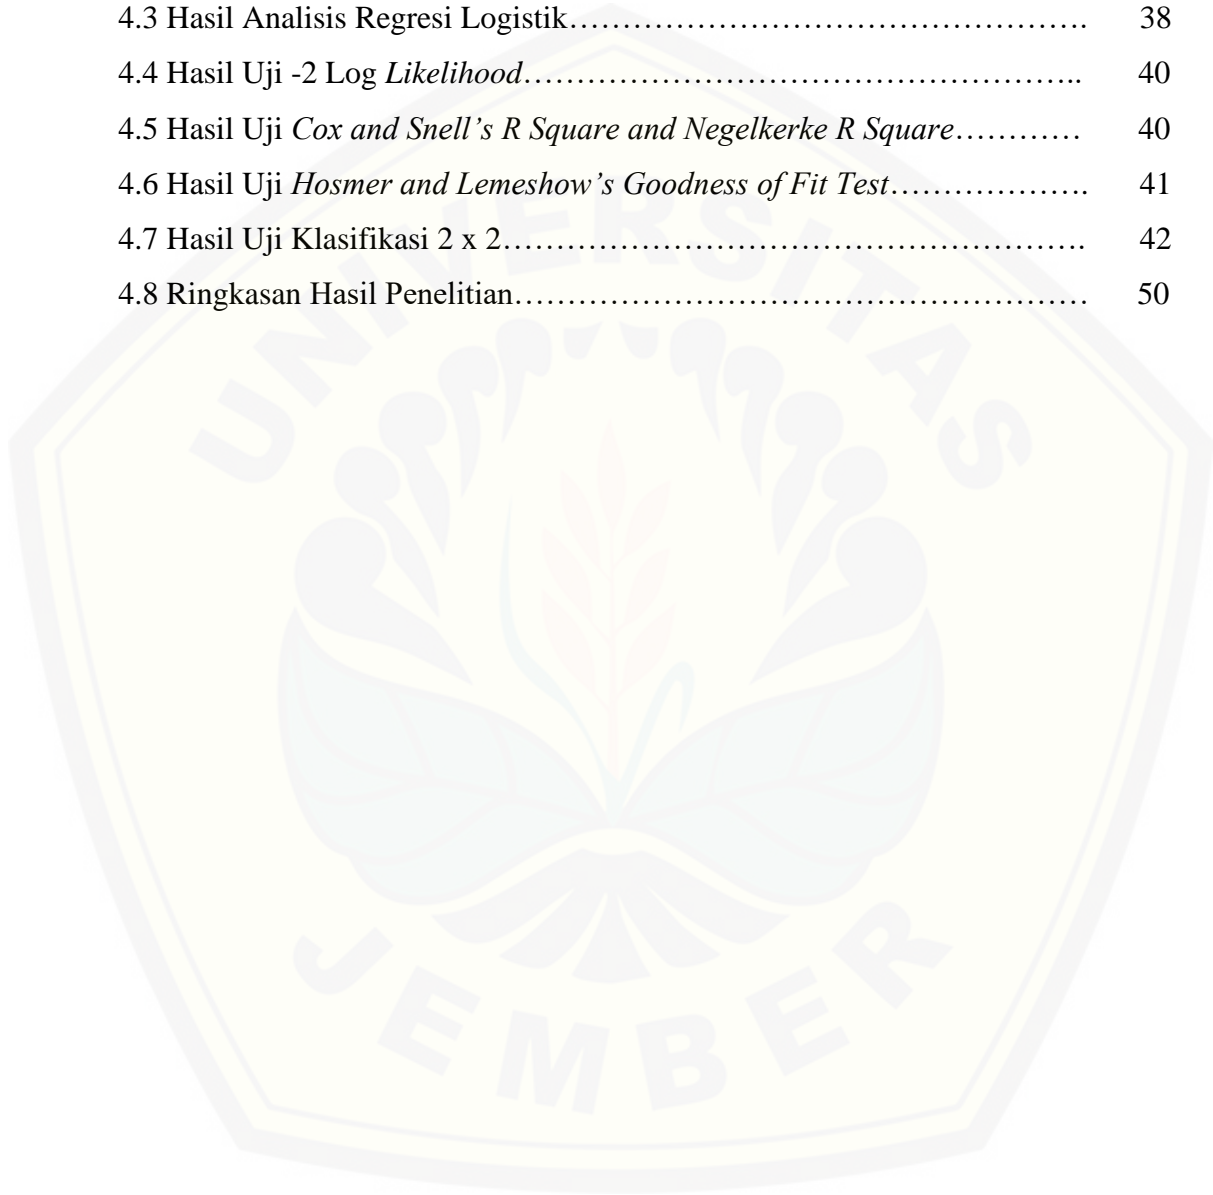 4.3 Hasil Analisis Regresi Logistik…………………………………………………. 38
4.4 Hasil Uji -2 Log Likelihood…………………………………………………….. 40
4.5 Hasil Uji Cox and Snell’s R Square and Negelkerke R Square………… 40
4.6 Hasil Uji Hosmer and Lemeshow’s Goodness of Fit Test………………. 41
4.7 Hasil Uji Klasifikasi 2 x 2………………………………………………………. 42
4.8 Ringkasan Hasil Penelitian……………………………………………………… 50
UNIVERSITAS
JEMBER